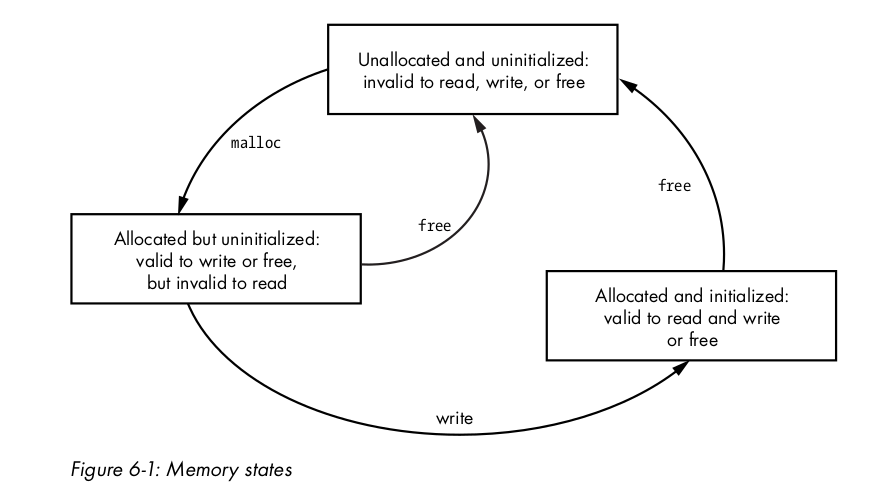 Unallocated and uninitialized:
invalid to read, write, or free
malloc
free
free
Allocated but uninitialized:
valid to write or free,
but invalid to read
Allocated and initialized:
valid to read and write
or free
write
Figure 6-1: Memory states